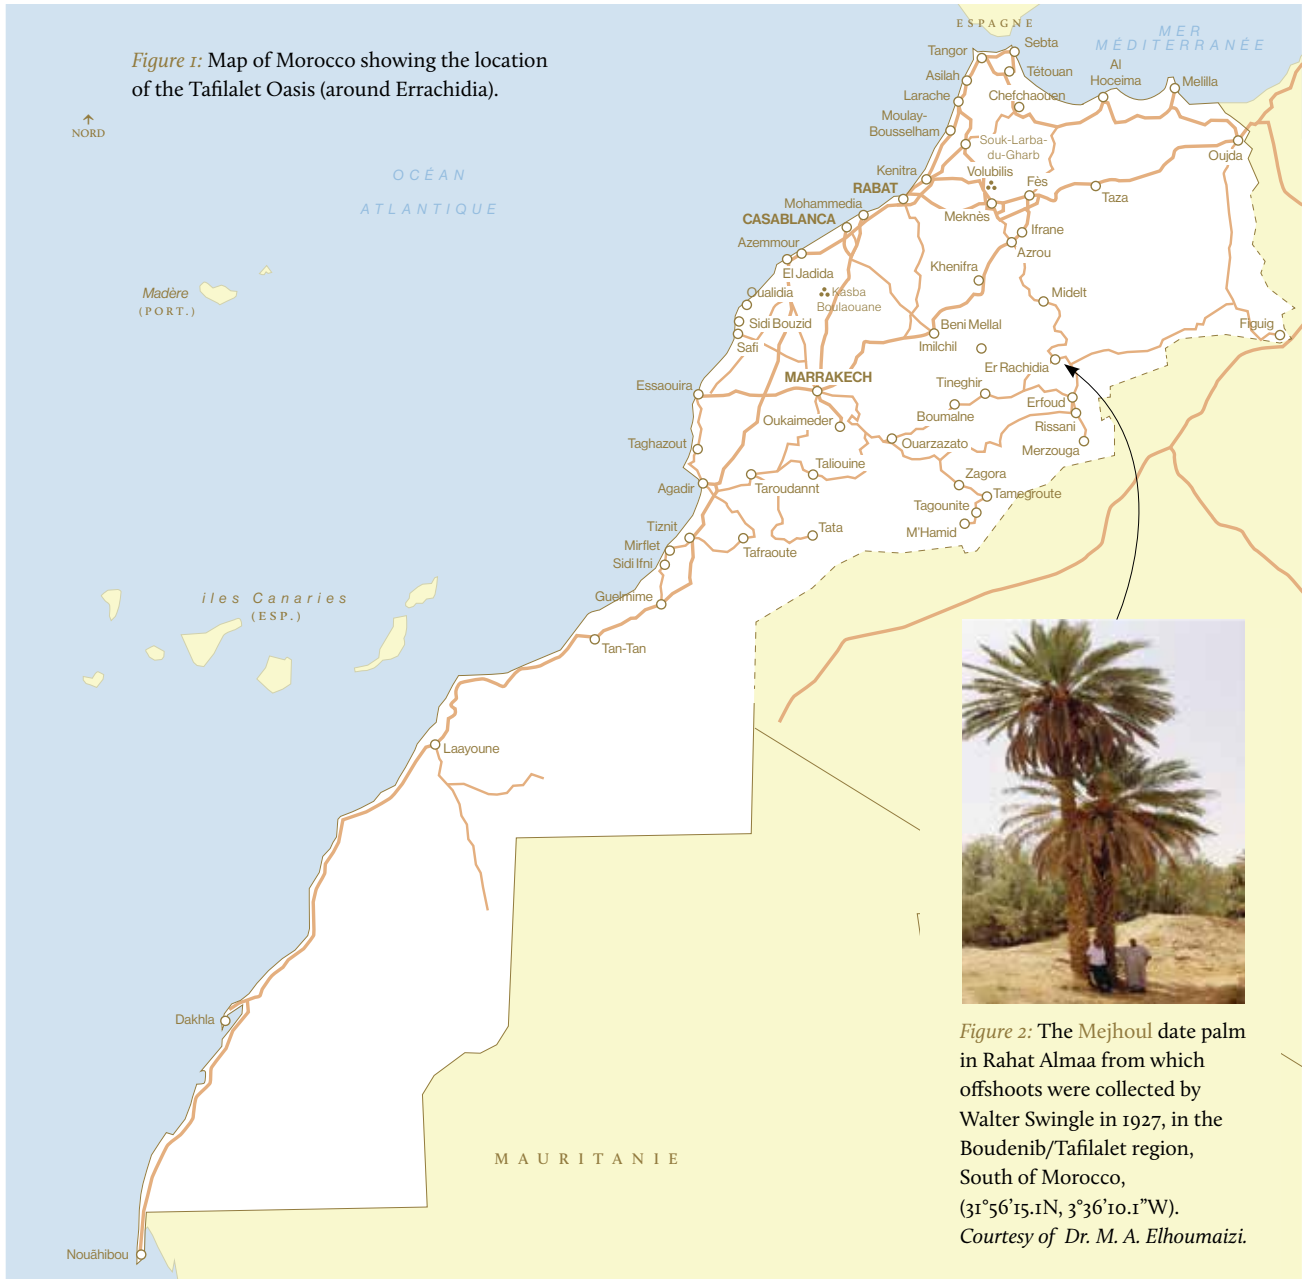 ESPAGNE
MER
MÉDITERRANÉE
Figure 1: Map of Morocco showing the location
of the Tafilalet Oasis (around Errachidia).
NORD
OCÉAN
ATLANTIQUE
Madère
(PORT.)
iles Canaries
(ESP.)
Tangor
Sebta
Asilah
Tétouan
Al
Hoceima
Melilla
Larache
Chefchaouen
Moulay-
Bousselham
Souk-Larba-
du-Gharb
Oujda
Kenitra
Volubilis
Fès
RABAT
Taza
Mohammedia
Meknès
CASABLANCA
Ifrane
Azemmour
Azrou
El Jadida
Khenifra
Oualidia
Kasba
Boulaouane
Midelt
Sidi Bouzid
Beni Mellal
Figuig
Safi
Imilchil
Er Rachidia
MARRAKECH
Tineghir
Essaouira
Erfoud
Oukaimeder
Boumalne
Rissani
Taghazout
Ouarzazato
Merzouga
Taliouine
Zagora
Agadir
Taroudannt
Tamegroute
Tagounite
Tiznit
Tata
M'Hamid
Mirflet
Tafraoute
Sidi Ifni
Guelmime
Tan-Tan
Laayoune
Dakhla
MAURITANIE
Nouãhibou
Figure 2: The Mejhoul date palm
in Rahat Almaa from which
offshoots were collected by
Walter Swingle in 1927, in the
Boudenib/Tafilalet region,
South of Morocco,
(31°56’15.1N, 3°36’10.1”W).
Courtesy of Dr. M. A. Elhoumaizi.